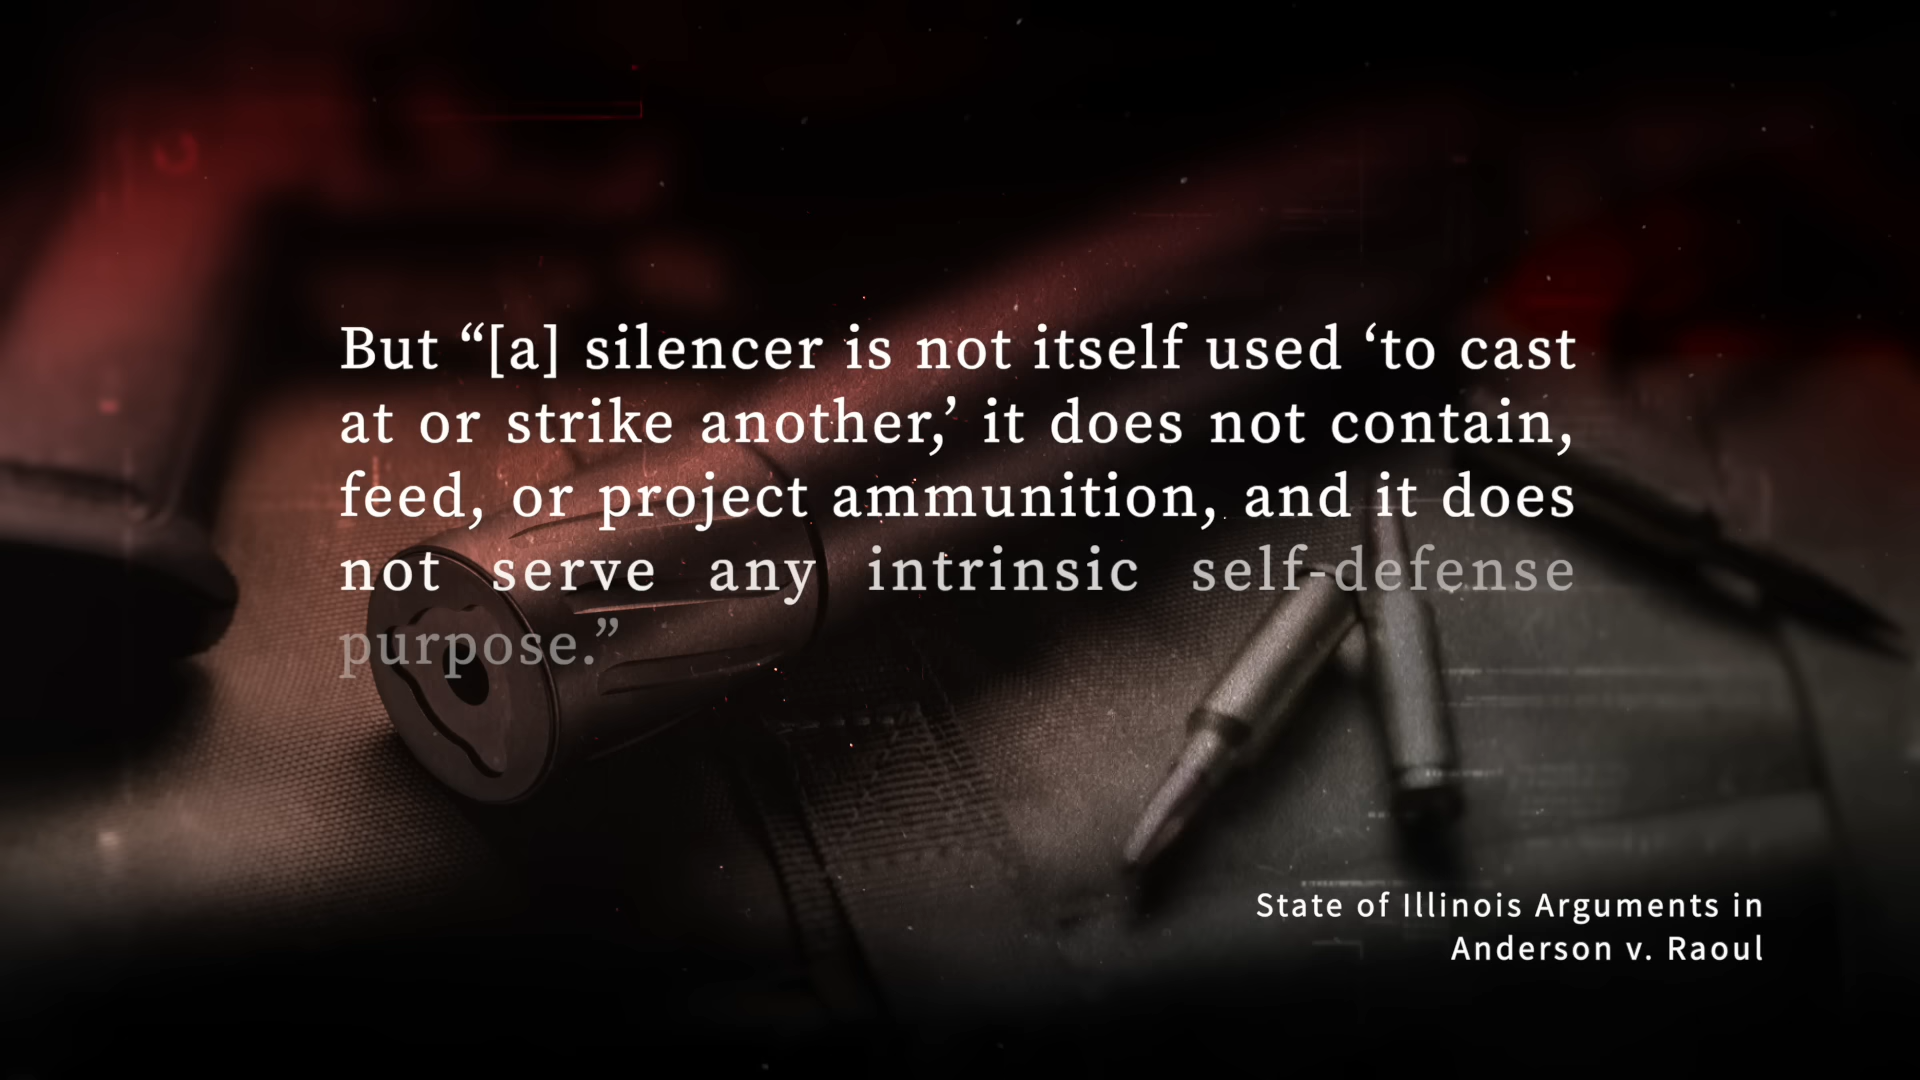 But “[a] silencer is not itself used ‘to cast
at or strike another,’ it does not contain,
feed, or project ammunition, and it does
not serve any intrinsic self-defense
purpose.”
State of Illinois Arguments in
Anderson v. Raoul